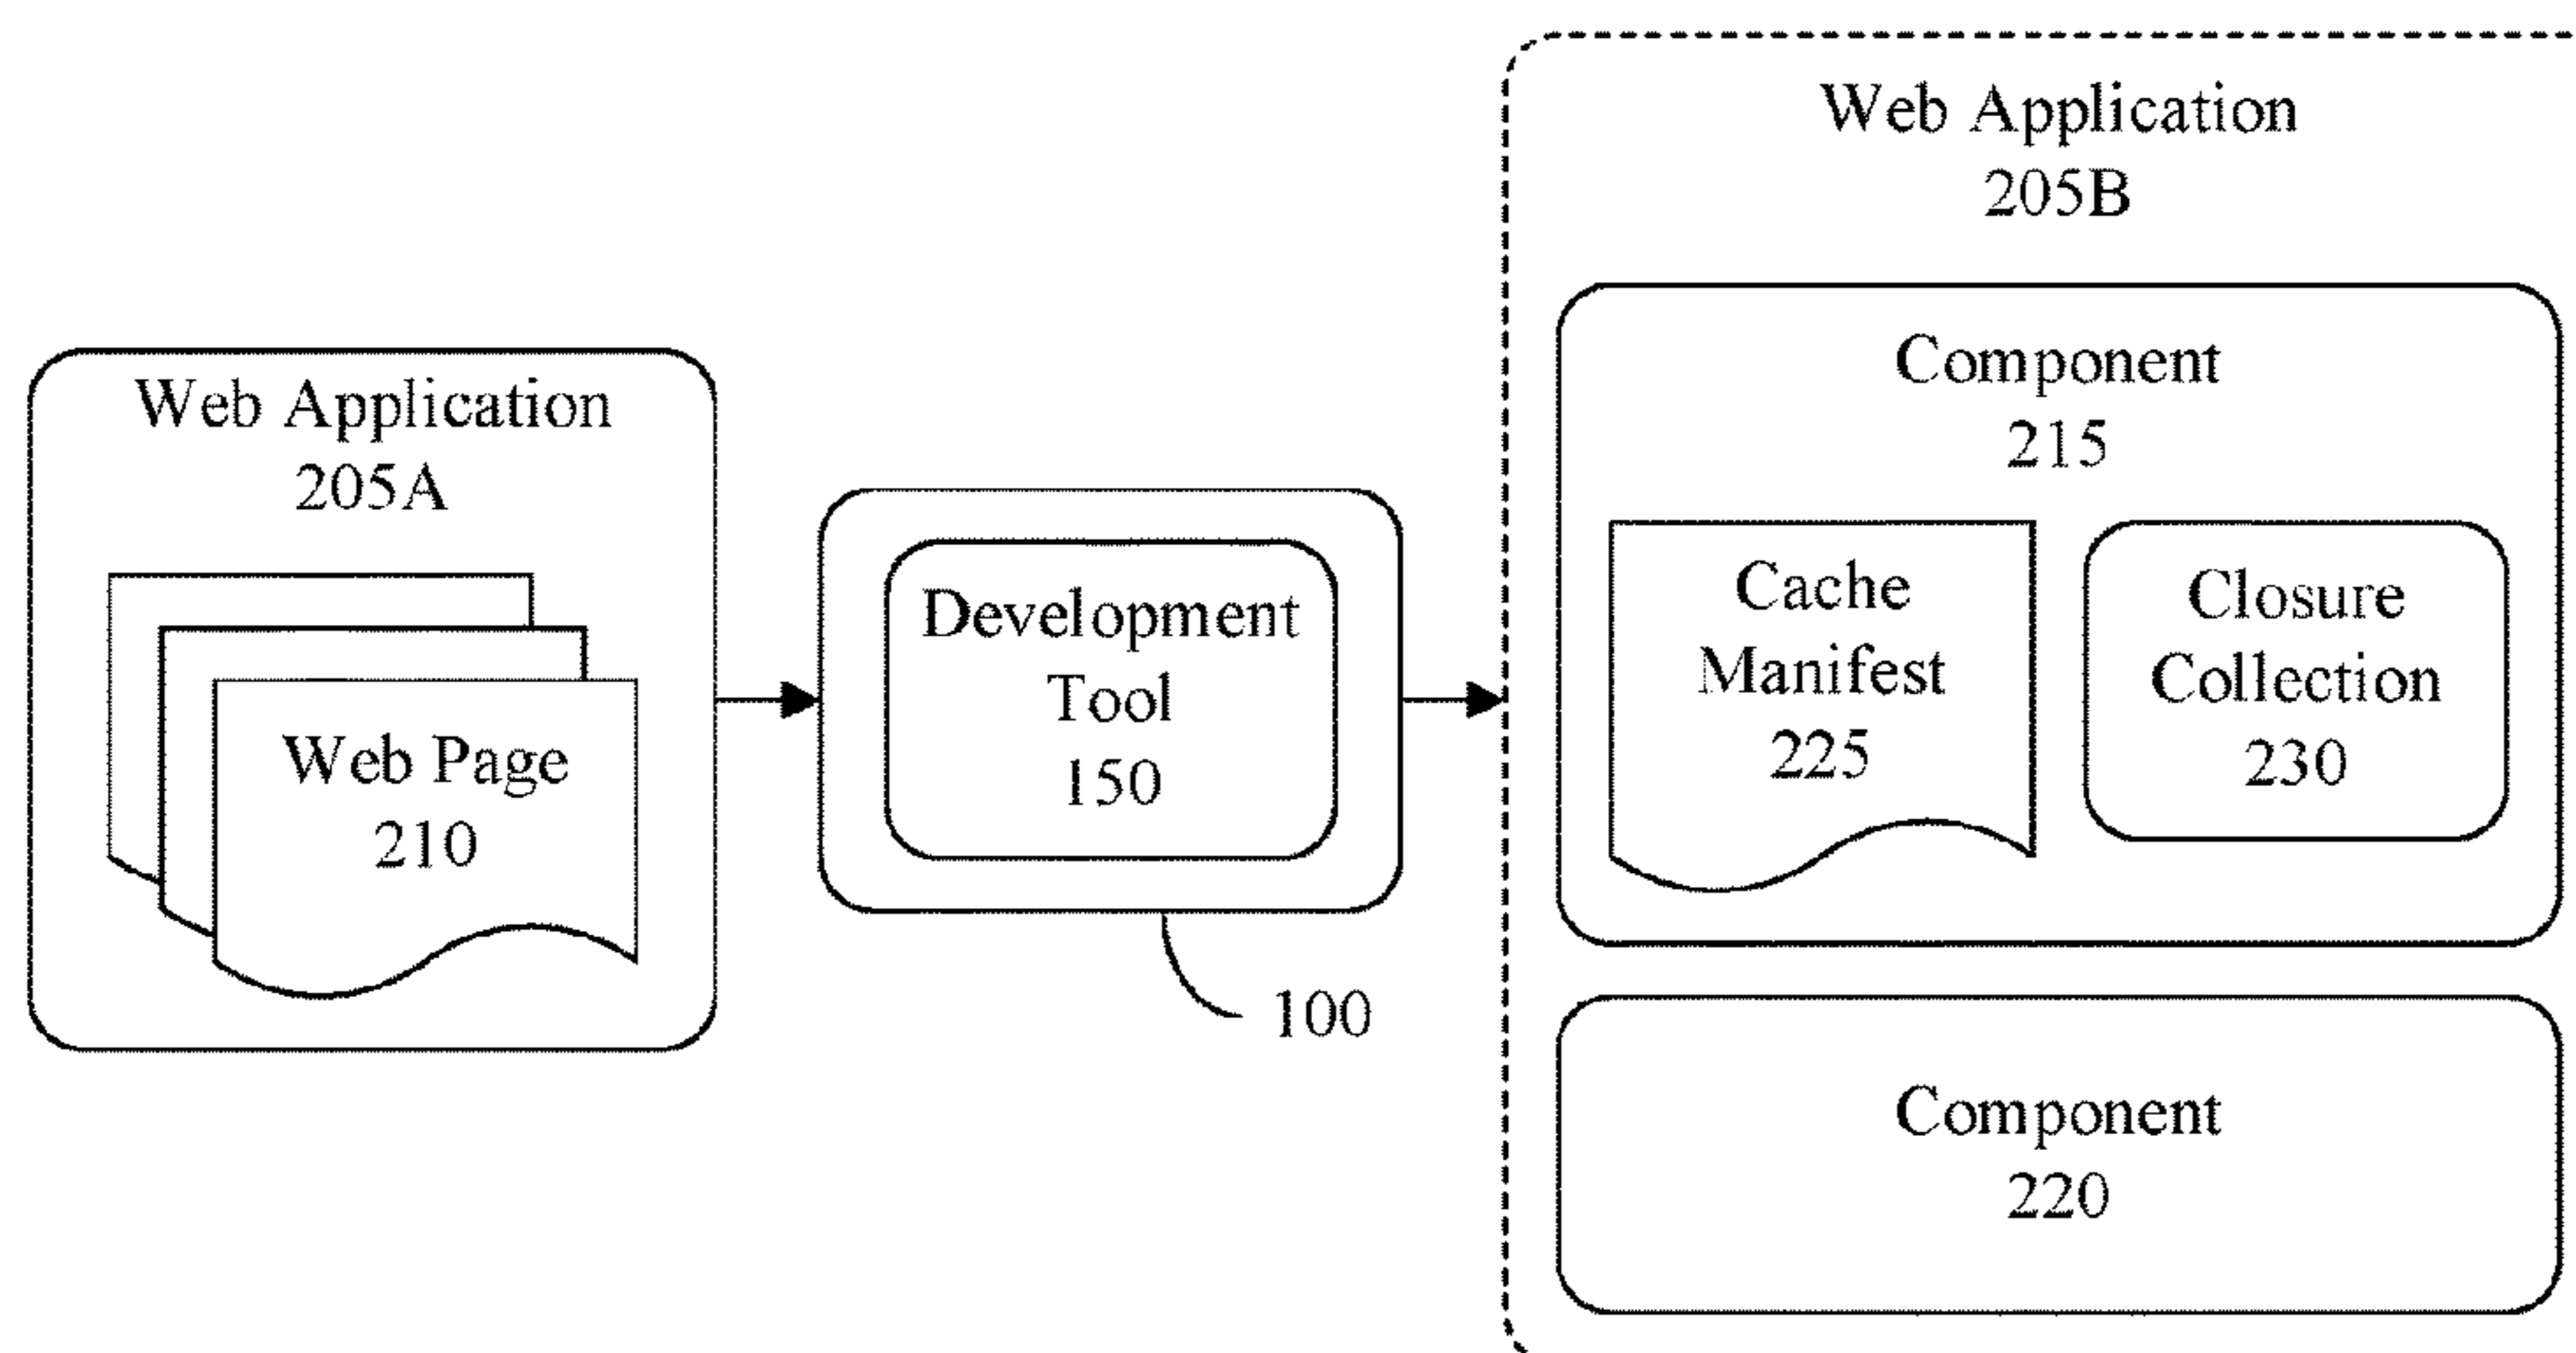 Web Application
205A
Web Page
210
Development
Tool
150
100
Web Application
205B
Component
215
Cache
Manifest
225
Closure
Collection
230
Component
220